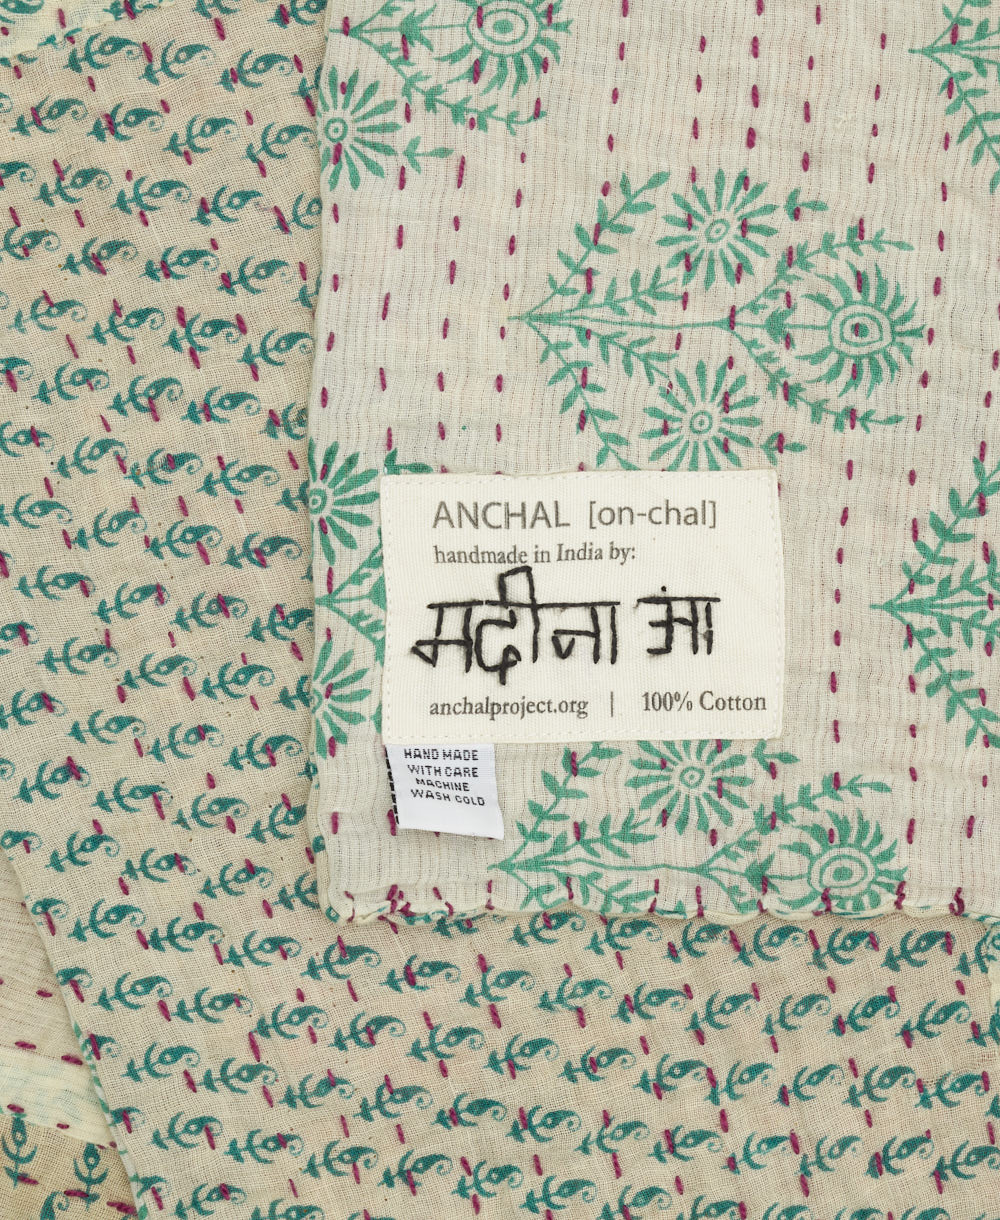 ANCHAL [on-chal]
handmade in India by:
मदीना आ
anchalproject.org | 100% Cotton
HAND MADE
WITH CARE
MACHINE
WASH COLD